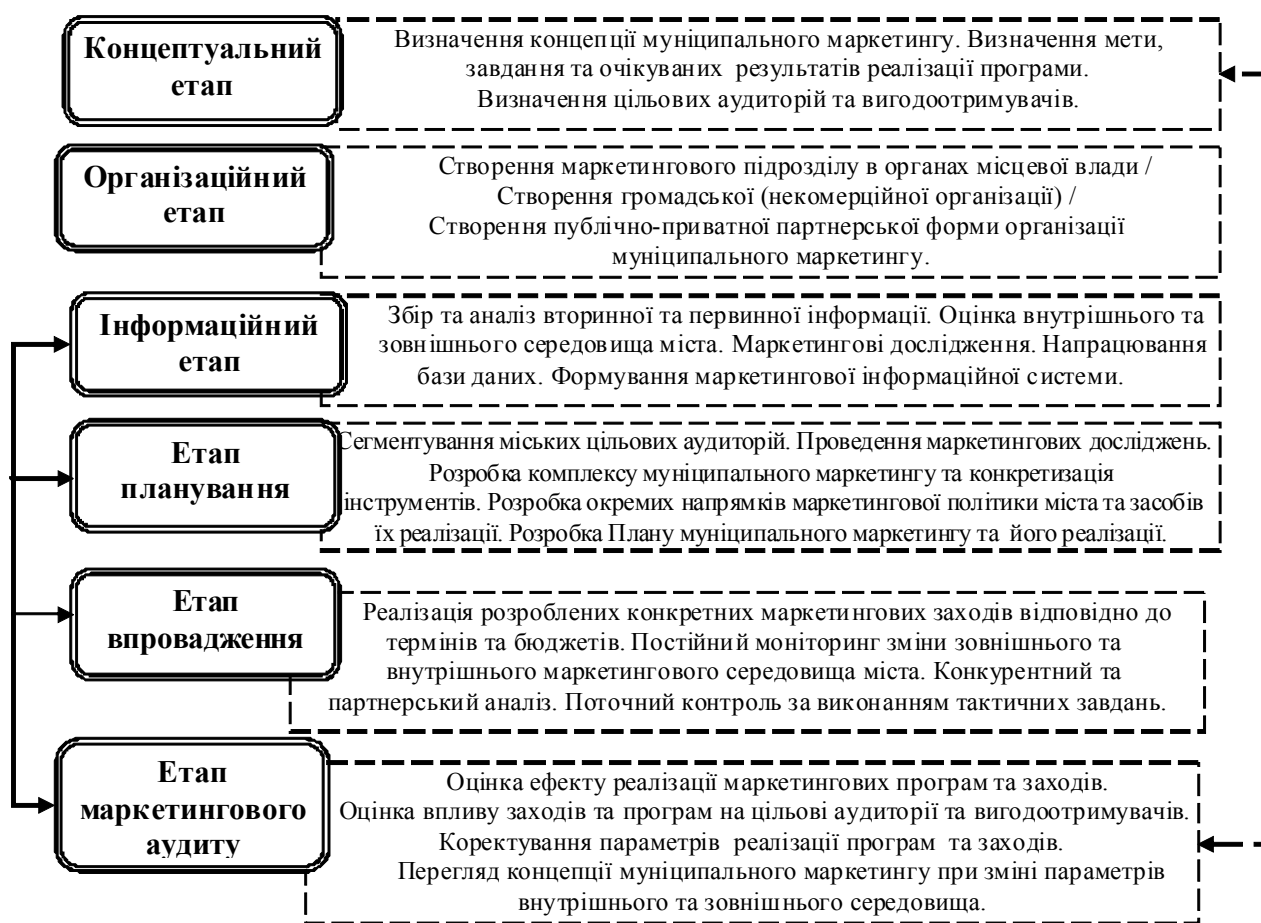 Концептуальний
етап
Визначення концепції муніципального маркетингу. Визначення мети,
завдання та очікуваних результатів реалізації програми.
Визначення цільових аудиторій та вигодоотримувачів.
Організаційний
етап
Створення маркетингового підрозділу в органах місцевої влади /
Створення громадської (некомерційної організації) /
Створення публічно-приватної партнерської форми організації
муніципального маркетингу.
Інформаційний
етап
Збір та аналіз вторинної та первинної інформації. Оцінка внутрішнього та
зовнішнього середовища міста. Маркетингові дослідження. Напрацювання
бази даних. Формування маркетингової інформаційної системи.
Етап
планування
Сегментування міських цільових аудиторій. Проведення маркетингових досліджень.
Розробка комплексу муніципального маркетингу та конкретизація
інструментів. Розробка окремих напрямків маркетингової політики міста та засобів
їх реалізації. Розробка Плану муніципального маркетингу та його реалізації.
Етап
впровадження
Реалізація розроблених конкретних маркетингових заходів відповідно до
термінів та бюджетів. Постійний моніторинг зміни зовнішнього та
внутрішнього маркетингового середовища міста. Конкурентний та
партнерський аналіз. Поточний контроль за виконанням тактичних завдань.
Етап
маркетингового
аудиту
Оцінка ефекту реалізації маркетингових програм та заходів.
Оцінка впливу заходів та програм на цільові аудиторії та вигодоотримувачів.
Коректування параметрів реалізації програм та заходів.
Перегляд концепції муніципального маркетингу при зміні параметрів
внутрішнього та зовнішнього середовища.